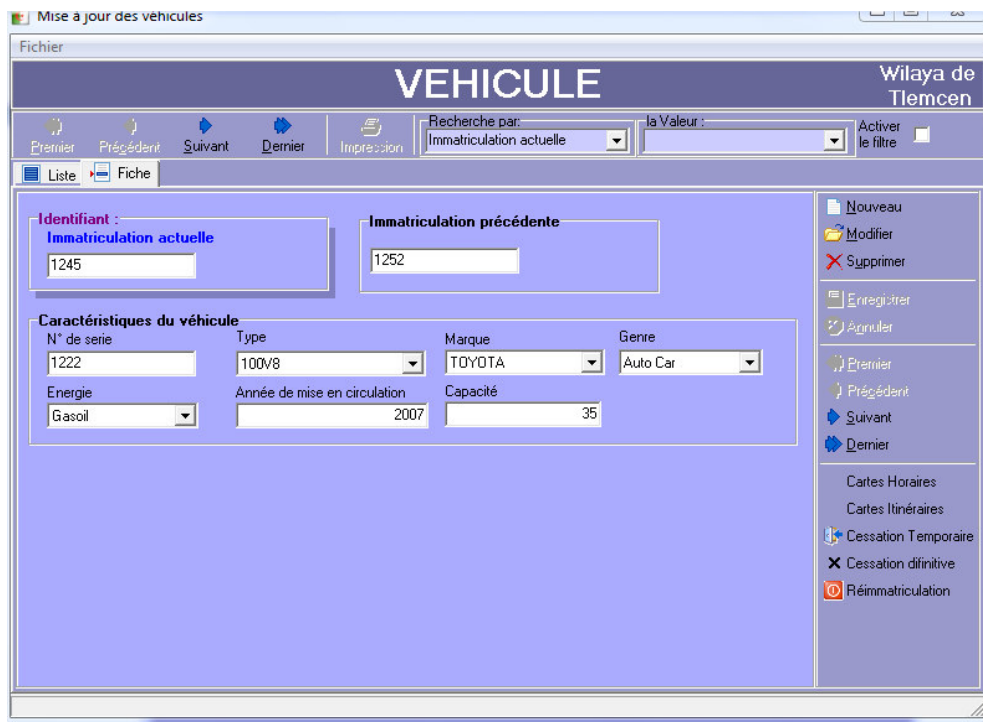 Mise à jour des véhicules
Fichier
VEHICULE
Wilaya de
Tlemcen
Premier
Précédent
Suivant
Dernier
Impression
Recherche par:
Immatriculation actuelle
la Valeur :
Activer
le filtre
Liste
Fiche
Identifiant :
Immatriculation actuelle
1245
Immatriculation précédente
1252
Caractéristiques du véhicule
N° de serie
Type
Marque
Genre
1222
100V8
TOYOTA
Auto Car
Energie
Année de mise en circulation
Capacité
Gasoil
2007
35
Nouveau
Modifier
Supprimer
Enregistrer
Annuler
Premier
Précédent
Suivant
Dernier
Cartes Horaires
Cartes Itinéraires
Cessation Temporaire
Cessation difinitive
Réimmatriculation